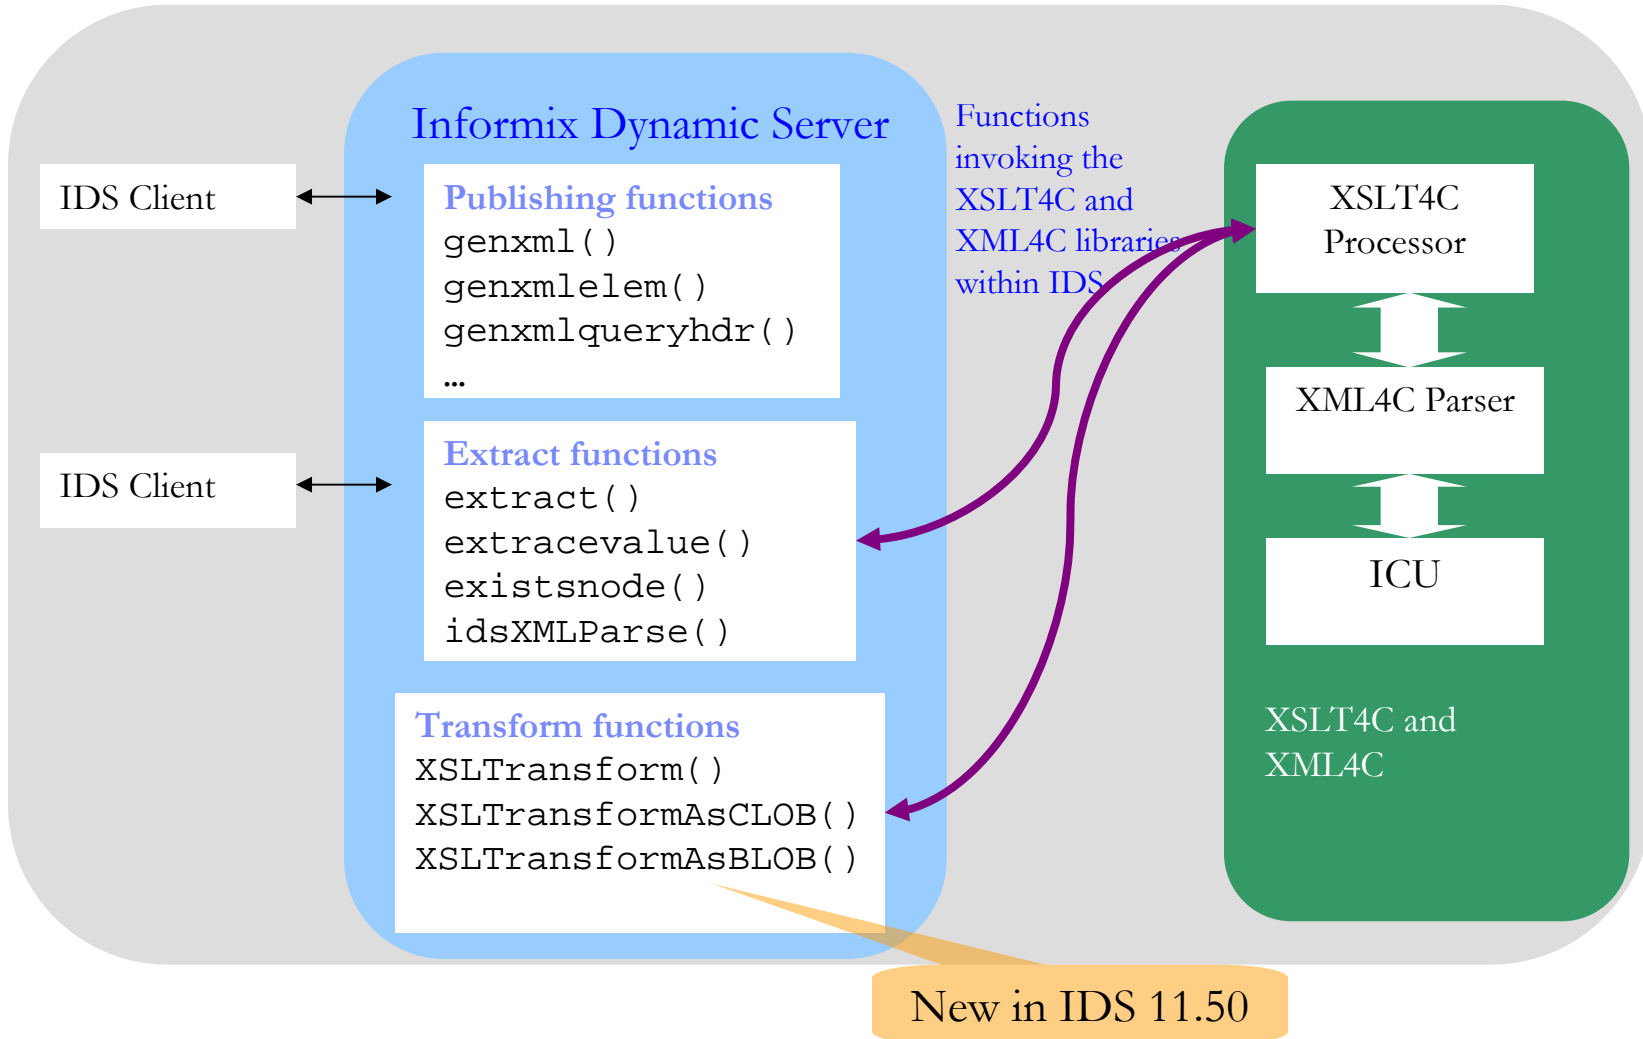 Informix Dynamic Server
IDS Client
Publishing functions
genxml()
genxmlelem()
genxmlqueryhdr()
...
IDS Client
Extract functions
extract()
extracevalue()
existsnode()
idsXMLParse()
Transform functions
XSLTransform()
XSLTransformAsCLOB()
XSLTransformAsBLOB()
New in IDS 11.50
Functions
invoking the
XSLT4C and
XML4C libraries
within IDS
XSLT4C
Processor
XML4C Parser
ICU
XSLT4C and
XML4C